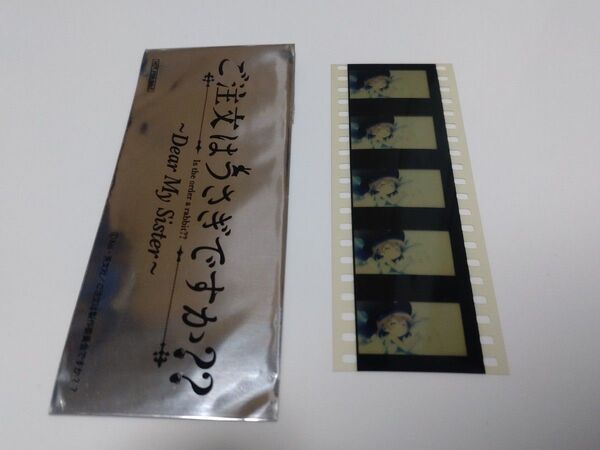 ご注文はうさぎですか??
Is the order a rabbit??
～Dear My Sister～